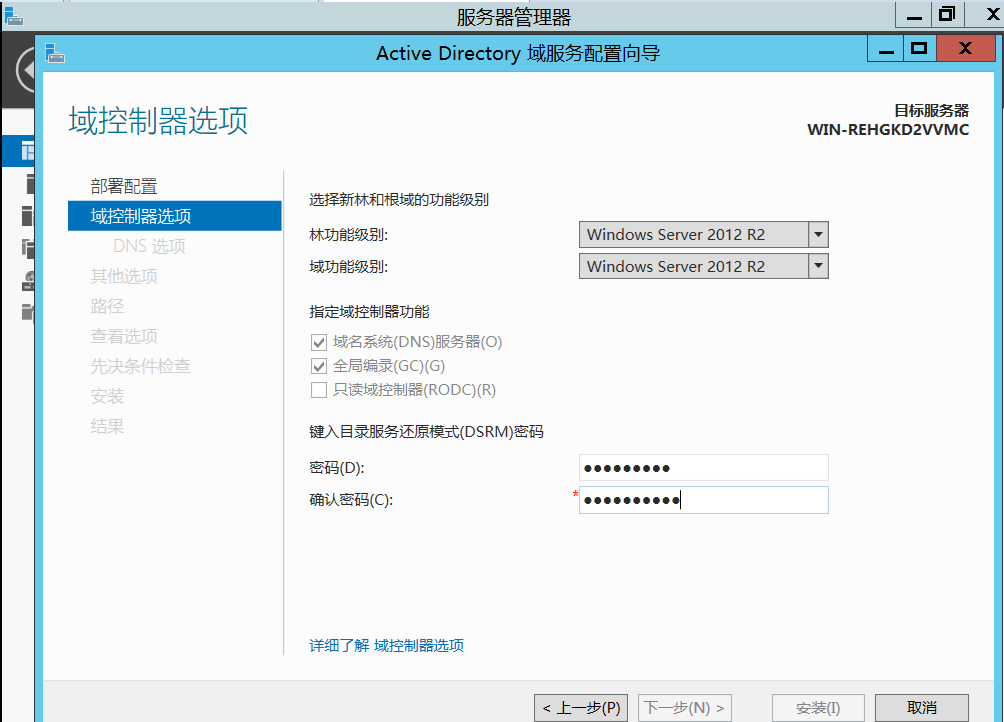 服务器管理器
Active Directory 域服务配置向导
域控制器选项
目标服务器
WIN-REHGKD2VVMC
部署配置
域控制器选项
DNS 选项
其他选项
路径
查看选项
先决条件检查
安装
结果
选择新林和根域的功能级别
林功能级别: Windows Server 2012 R2
域功能级别: Windows Server 2012 R2
指定域控制器功能
域名系统(DNS)服务器(O)
全局编录(GC)(G)
只读域控制器(RODC)(R)
键入目录服务还原模式(DSRM)密码
密码(D): ●●●●●●●●●
确认密码(C): * ●●●●●●●●●●
详细了解 域控制器选项
< 上一步(P) 下一步(N) > 安装(I) 取消